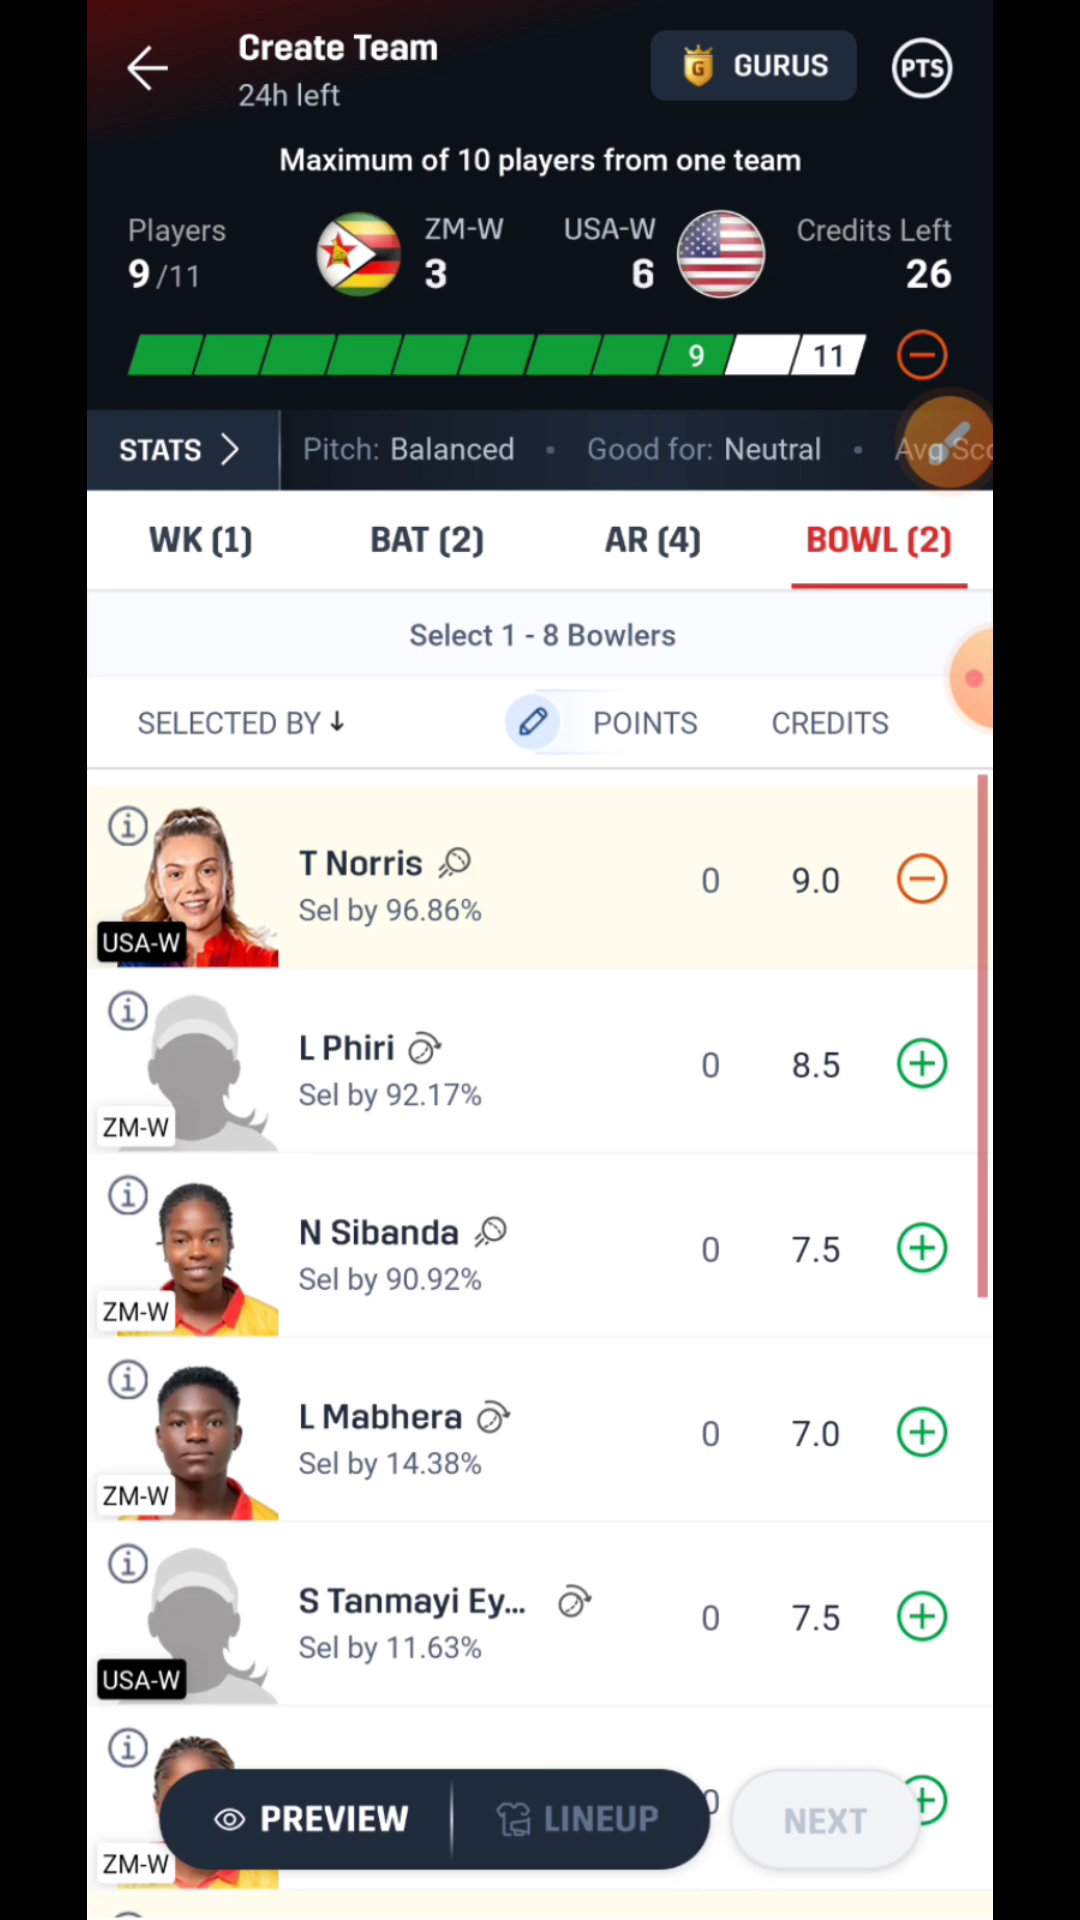 Create Team
24h left
G GURUS
PTS
Maximum of 10 players from one team
Players
9 /11
ZM-W
3
USA-W
6
Credits Left
26
9
11
STATS
Pitch: Balanced • Good for: Neutral • Avg Sco
WK (1) BAT (2) AR (4) BOWL (2)
Select 1 - 8 Bowlers
SELECTED BY POINTS CREDITS
T Norris
Sel by 96.86%
0 9.0
USA-W
L Phiri
Sel by 92.17%
0 8.5
ZM-W
N Sibanda
Sel by 90.92%
0 7.5
ZM-W
L Mabhera
Sel by 14.38%
0 7.0
ZM-W
S Tanmayi Ey...
Sel by 11.63%
0 7.5
USA-W
0
PREVIEW LINEUP NEXT
ZM-W